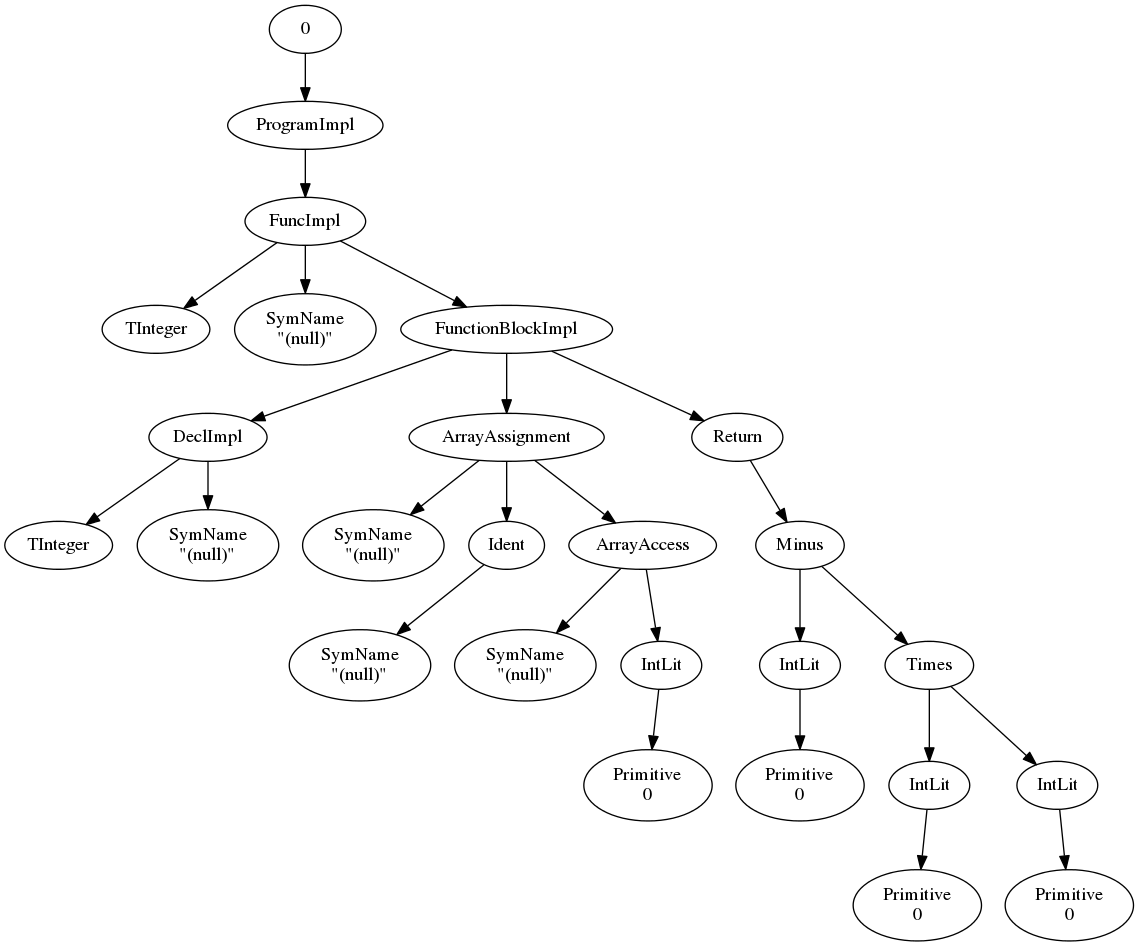 0
ProgramImpl
FuncImpl
TInteger
SymName
"(null)"
FunctionBlockImpl
DeclImpl
ArrayAssignment
Return
TInteger
SymName
"(null)"
SymName
"(null)"
Ident
ArrayAccess
Minus
SymName
"(null)"
SymName
"(null)"
IntLit
IntLit
Times
Primitive
0
Primitive
0
IntLit
IntLit
Primitive
0
Primitive
0